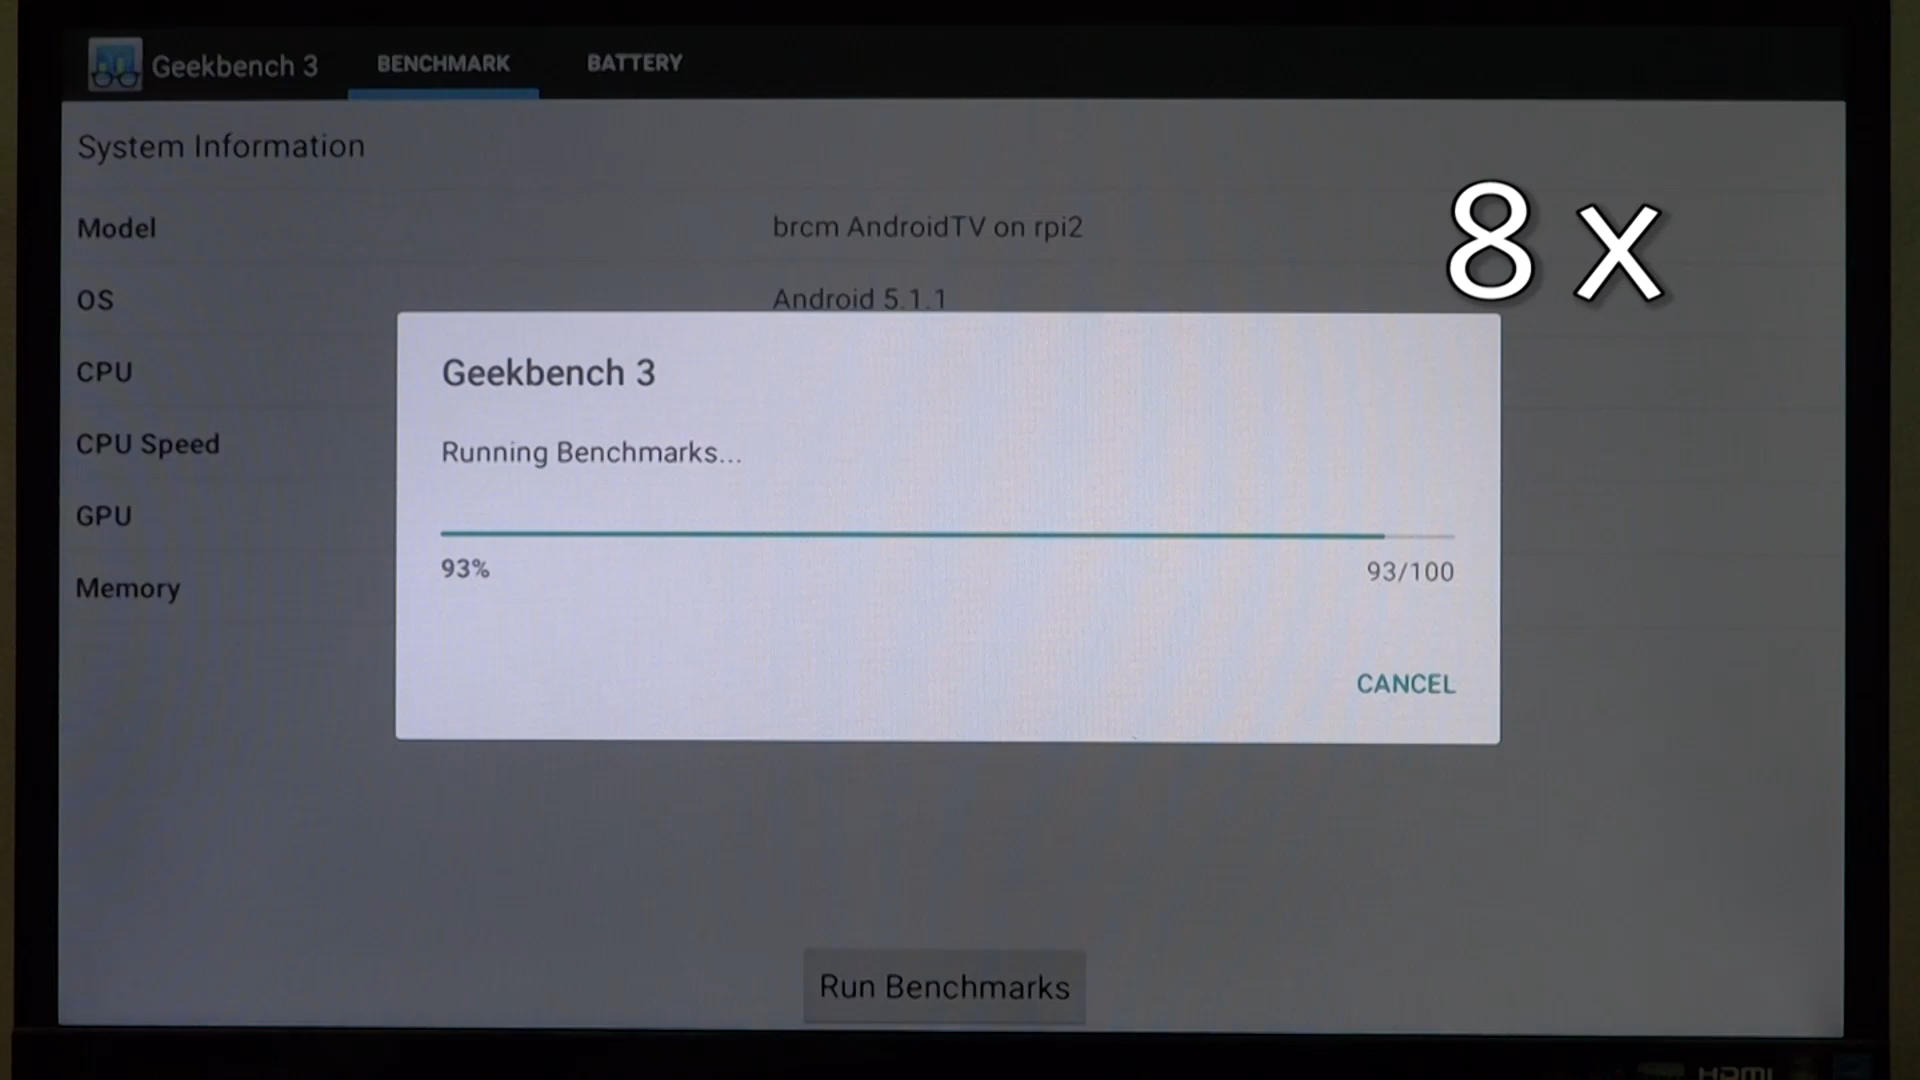 Geekbench 3 BENCHMARK BATTERY
System Information
Model brcm AndroidTV on rpi2
8 x
OS Android 5.1.1
CPU
CPU Speed
GPU
Memory
Geekbench 3
Running Benchmarks...
93% 93/100
CANCEL
Run Benchmarks
HDMI